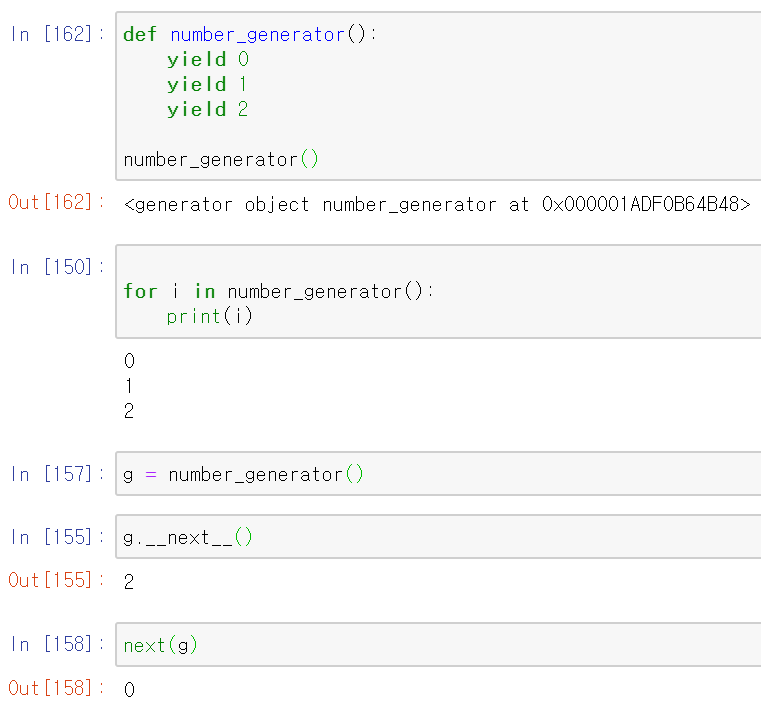 In [162]: def number_generator():
    yield 0
    yield 1
    yield 2
number_generator()
Out[162]: <generator object number_generator at 0x000001ADF0B64B48>
In [150]:
for i in number_generator():
    print(i)
0
1
2
In [157]: g = number_generator()
In [155]: g.__next__()
Out[155]: 2
In [158]: next(g)
Out[158]: 0